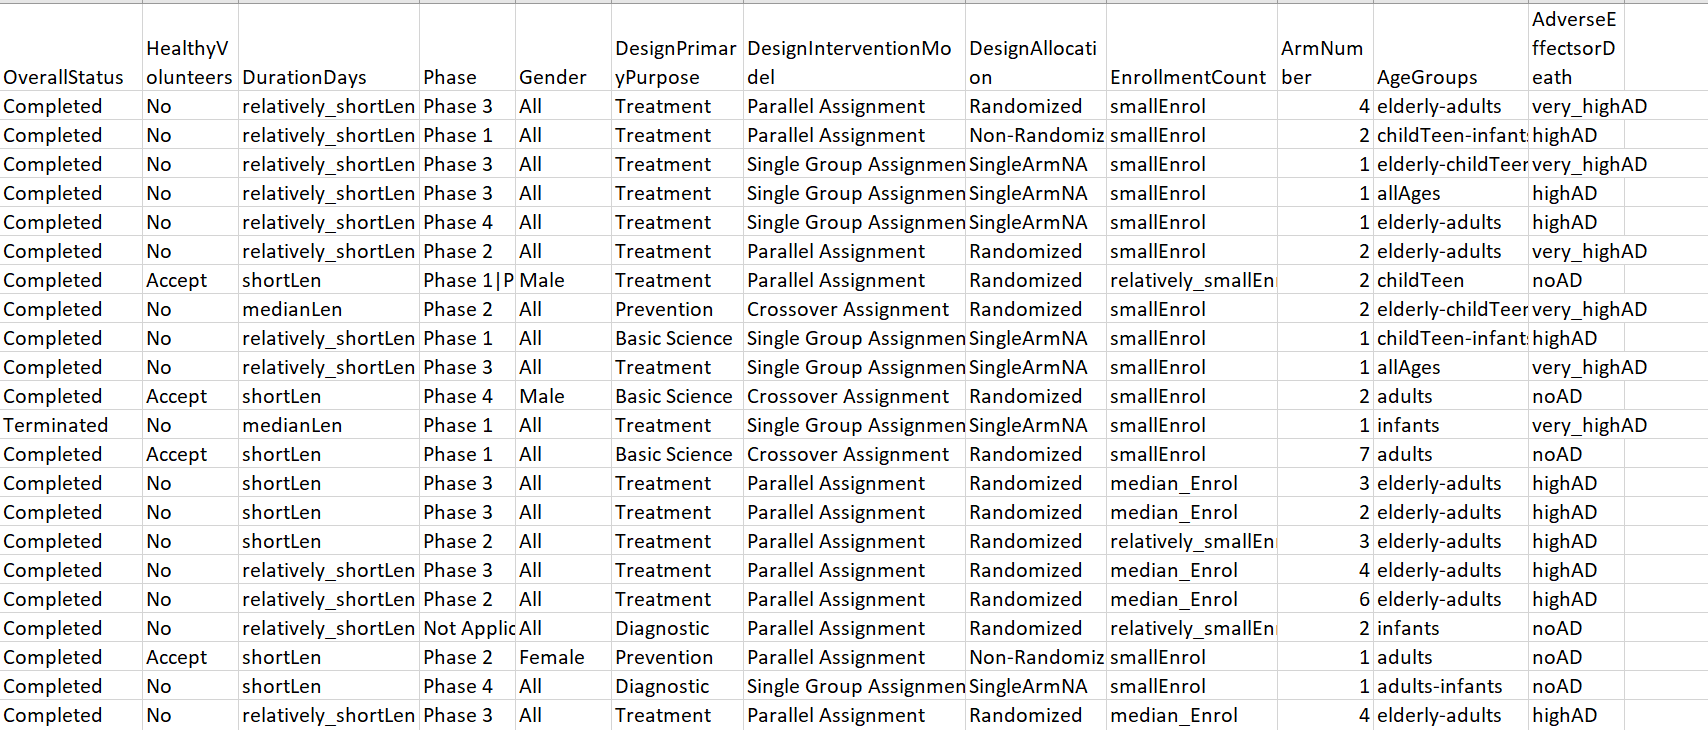 OverallStatus HealthyVolunteers DurationDays Phase Gender DesignPrimaryPurpose DesignInterventionModel DesignAllocation EnrollmentCount ArmNumber AgeGroups AdverseEffectsorDeath
Completed No relatively_shortLen Phase 3 All Treatment Parallel Assignment Randomized smallEnrol 4 elderly-adults very_highAD
Completed No relatively_shortLen Phase 1 All Treatment Parallel Assignment Non-Randomiz smallEnrol 2 childTeen-infants highAD
Completed No relatively_shortLen Phase 3 All Treatment Single Group Assignmen SingleArmNA smallEnrol 1 elderly-childTeen very_highAD
Completed No relatively_shortLen Phase 3 All Treatment Single Group Assignmen SingleArmNA smallEnrol 1 allAges highAD
Completed No relatively_shortLen Phase 4 All Treatment Single Group Assignmen SingleArmNA smallEnrol 1 elderly-adults highAD
Completed No relatively_shortLen Phase 2 All Treatment Parallel Assignment Randomized smallEnrol 2 elderly-adults very_highAD
Completed Accept shortLen Phase 1|P Male Treatment Parallel Assignment Randomized relatively_smallEn 2 childTeen noAD
Completed No medianLen Phase 2 All Prevention Crossover Assignment Randomized smallEnrol 2 elderly-childTeen very_highAD
Completed No relatively_shortLen Phase 1 All Basic Science Single Group Assignmen SingleArmNA smallEnrol 1 childTeen-infants highAD
Completed No relatively_shortLen Phase 3 All Treatment Single Group Assignmen SingleArmNA smallEnrol 1 allAges very_highAD
Completed Accept shortLen Phase 4 Male Basic Science Crossover Assignment Randomized smallEnrol 2 adults noAD
Terminated No medianLen Phase 1 All Treatment Single Group Assignmen SingleArmNA smallEnrol 1 infants very_highAD
Completed Accept shortLen Phase 1 All Basic Science Crossover Assignment Randomized smallEnrol 7 adults noAD
Completed No shortLen Phase 3 All Treatment Parallel Assignment Randomized median_Enrol 3 elderly-adults highAD
Completed No shortLen Phase 3 All Treatment Parallel Assignment Randomized median_Enrol 2 elderly-adults highAD
Completed No shortLen Phase 2 All Treatment Parallel Assignment Randomized relatively_smallEn 3 elderly-adults highAD
Completed No relatively_shortLen Phase 3 All Treatment Parallel Assignment Randomized median_Enrol 4 elderly-adults highAD
Completed No relatively_shortLen Phase 2 All Treatment Parallel Assignment Randomized median_Enrol 6 elderly-adults highAD
Completed No relatively_shortLen Not Applic All Diagnostic Parallel Assignment Randomized relatively_smallEn 2 infants noAD
Completed Accept shortLen Phase 2 Female Prevention Parallel Assignment Non-Randomiz smallEnrol 1 adults noAD
Completed No shortLen Phase 4 All Diagnostic Single Group Assignmen SingleArmNA smallEnrol 1 adults-infants noAD
Completed No relatively_shortLen Phase 3 All Treatment Parallel Assignment Randomized median_Enrol 4 elderly-adults highAD